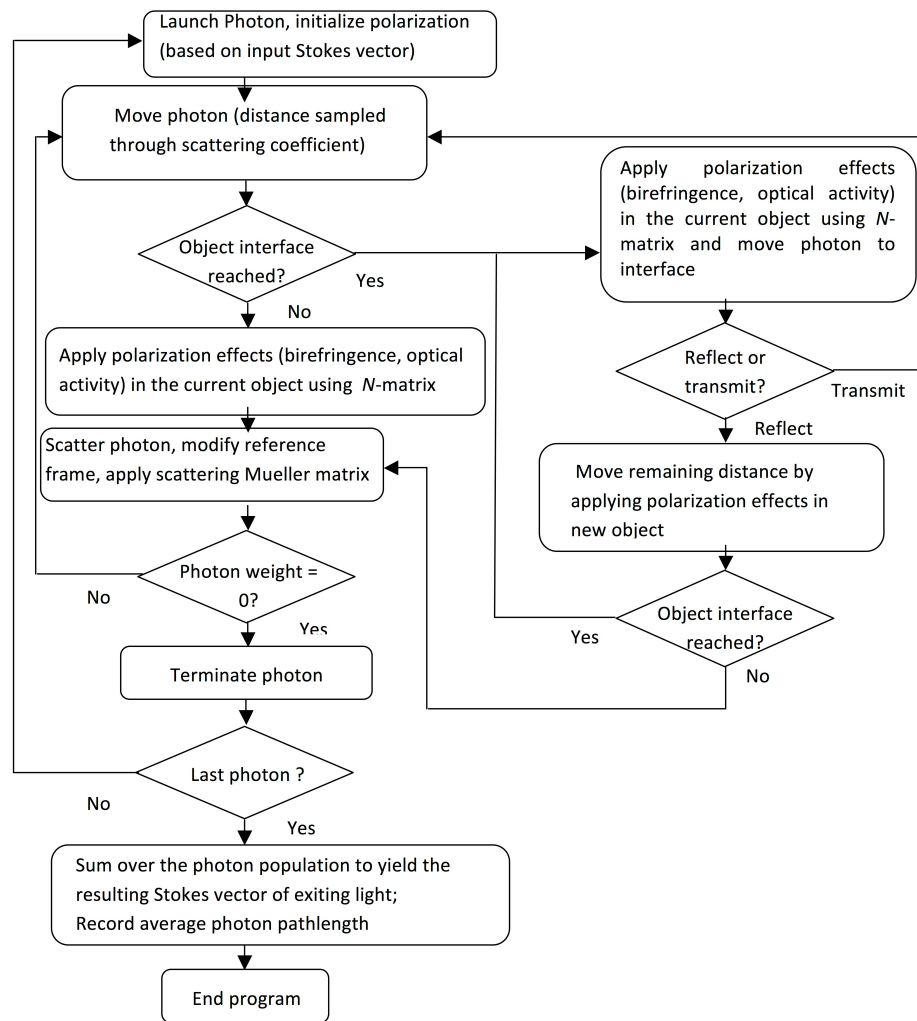 Launch Photon, initialize polarization
(based on input Stokes vector)
Move photon (distance sampled
through scattering coefficient)
Object interface
reached?
Yes
No
Apply polarization effects
(birefringence, optical activity)
in the current object using N-
matrix and move photon to
interface
Reflect or
transmit?
Transmit
Reflect
Move remaining distance by
applying polarization effects in
new object
Object interface
reached?
Yes
No
Apply polarization effects (birefringence, optical
activity) in the current object using N-matrix
Scatter photon, modify reference
frame, apply scattering Mueller matrix
Photon weight =
0?
No
Yes
Terminate photon
Last photon ?
No
Yes
Sum over the photon population to yield the
resulting Stokes vector of exiting light;
Record average photon pathlength
End program